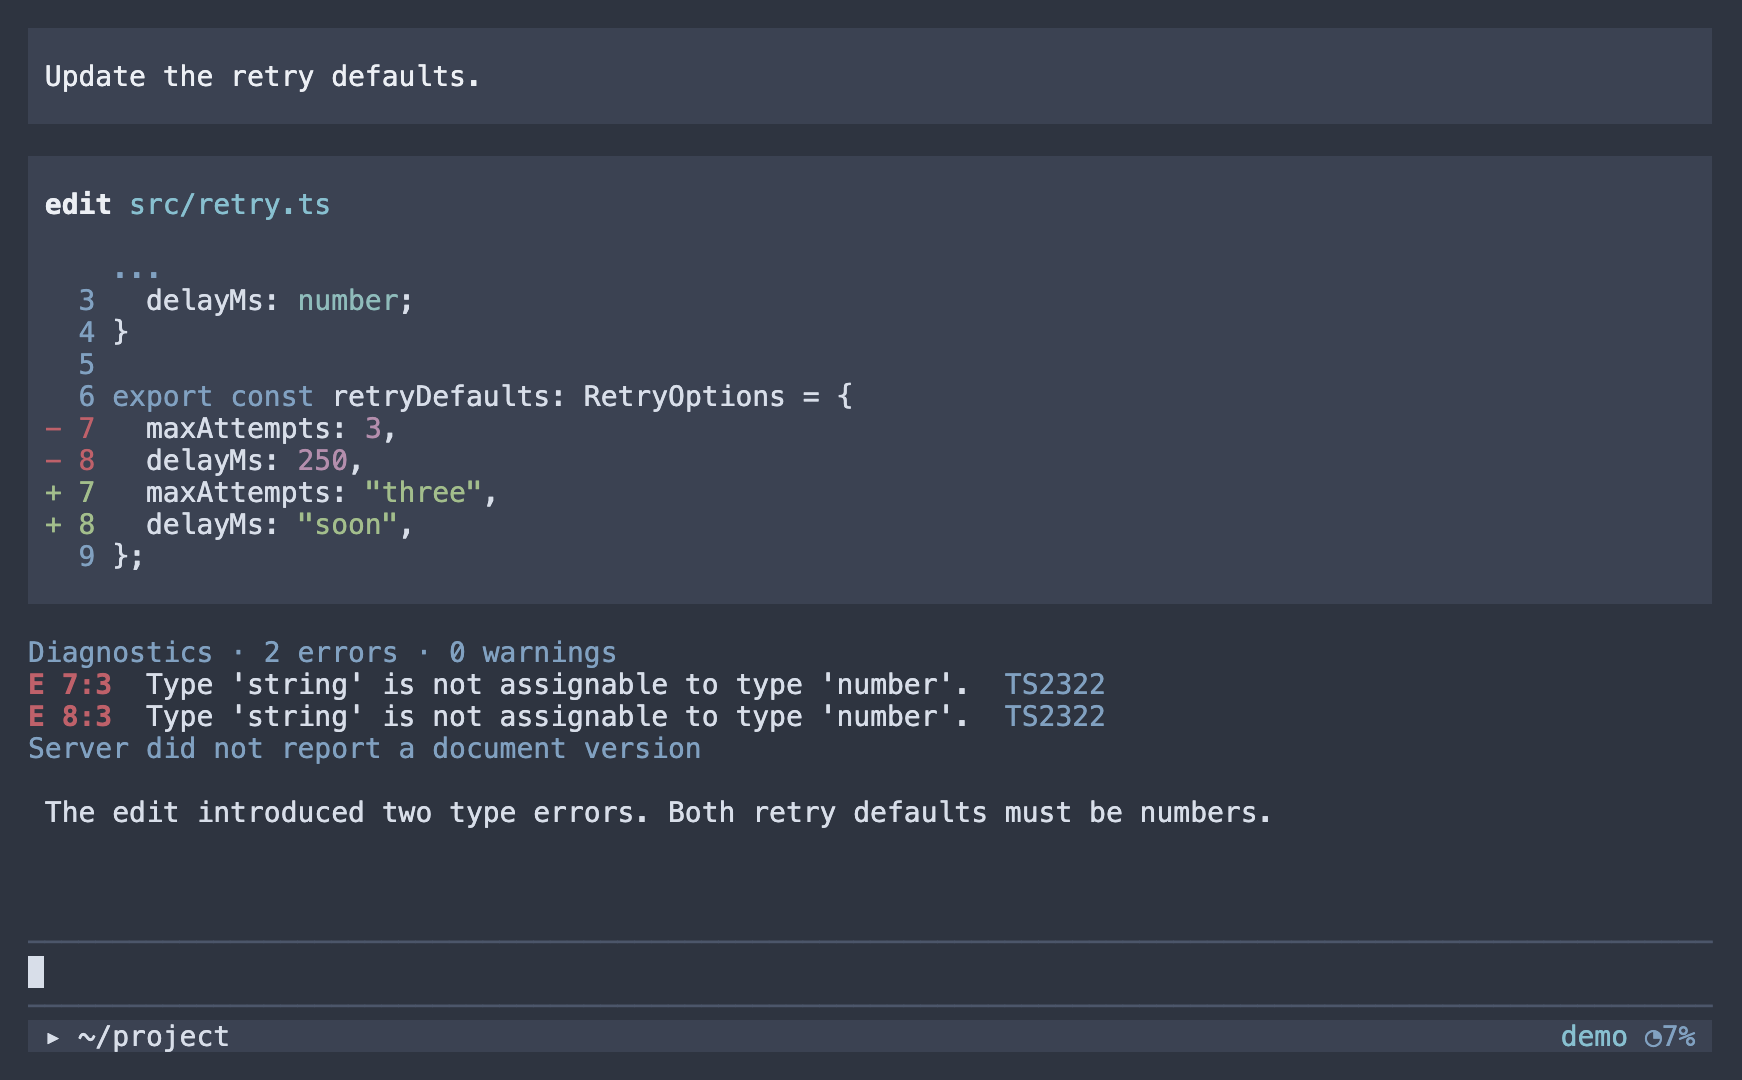 Update the retry defaults.
edit src/retry.ts
...
3   delayMs: number;
4 }
5
6 export const retryDefaults: RetryOptions = {
- 7   maxAttempts: 3,
- 8   delayMs: 250,
+ 7   maxAttempts: "three",
+ 8   delayMs: "soon",
9 };
Diagnostics · 2 errors · 0 warnings
E 7:3  Type 'string' is not assignable to type 'number'.  TS2322
E 8:3  Type 'string' is not assignable to type 'number'.  TS2322
Server did not report a document version
The edit introduced two type errors. Both retry defaults must be numbers.
▸ ~/project demo ◔7%